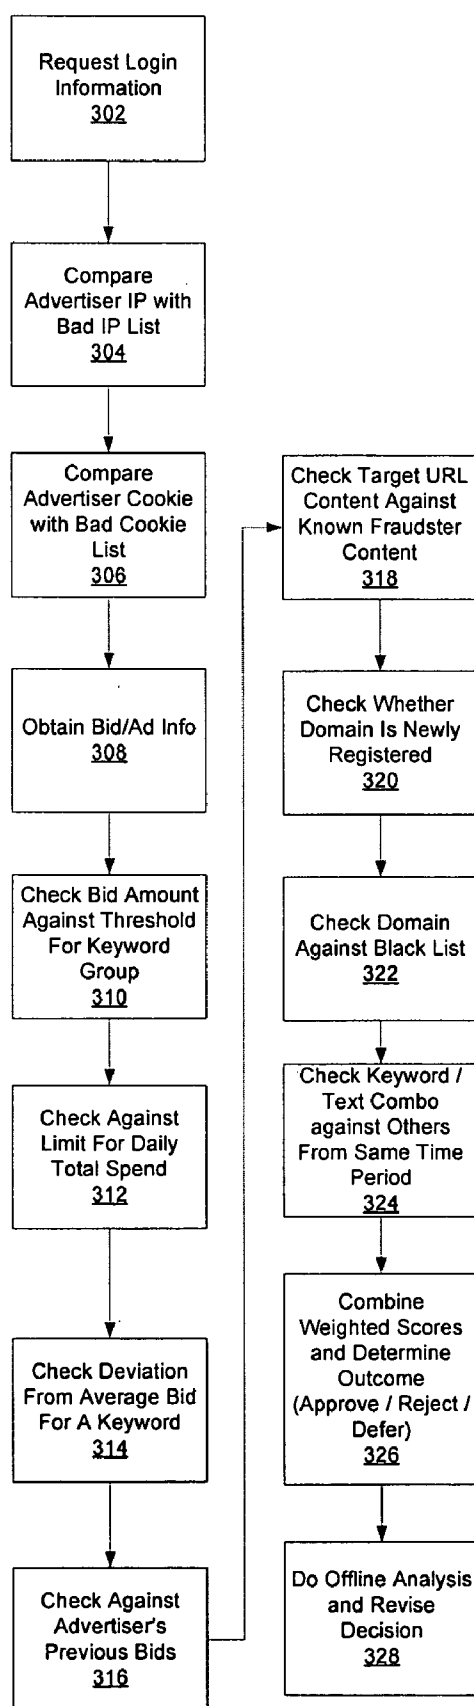 Request Login
Information
302
Compare
Advertiser IP with
Bad IP List
304
Compare
Advertiser Cookie
with Bad Cookie
List
306
Obtain Bid/Ad Info
308
Check Bid Amount
Against Threshold
For Keyword
Group
310
Check Against
Limit For Daily
Total Spend
312
Check Deviation
From Average Bid
For A Keyword
314
Check Against
Advertiser's
Previous Bids
316
Check Target URL
Content Against
Known Fraudster
Content
318
Check Whether
Domain Is Newly
Registered
320
Check Domain
Against Black List
322
Check Keyword /
Text Combo
against Others
From Same Time
Period
324
Combine
Weighted Scores
and Determine
Outcome
(Approve / Reject /
Defer)
326
Do Offline Analysis
and Revise
Decision
328